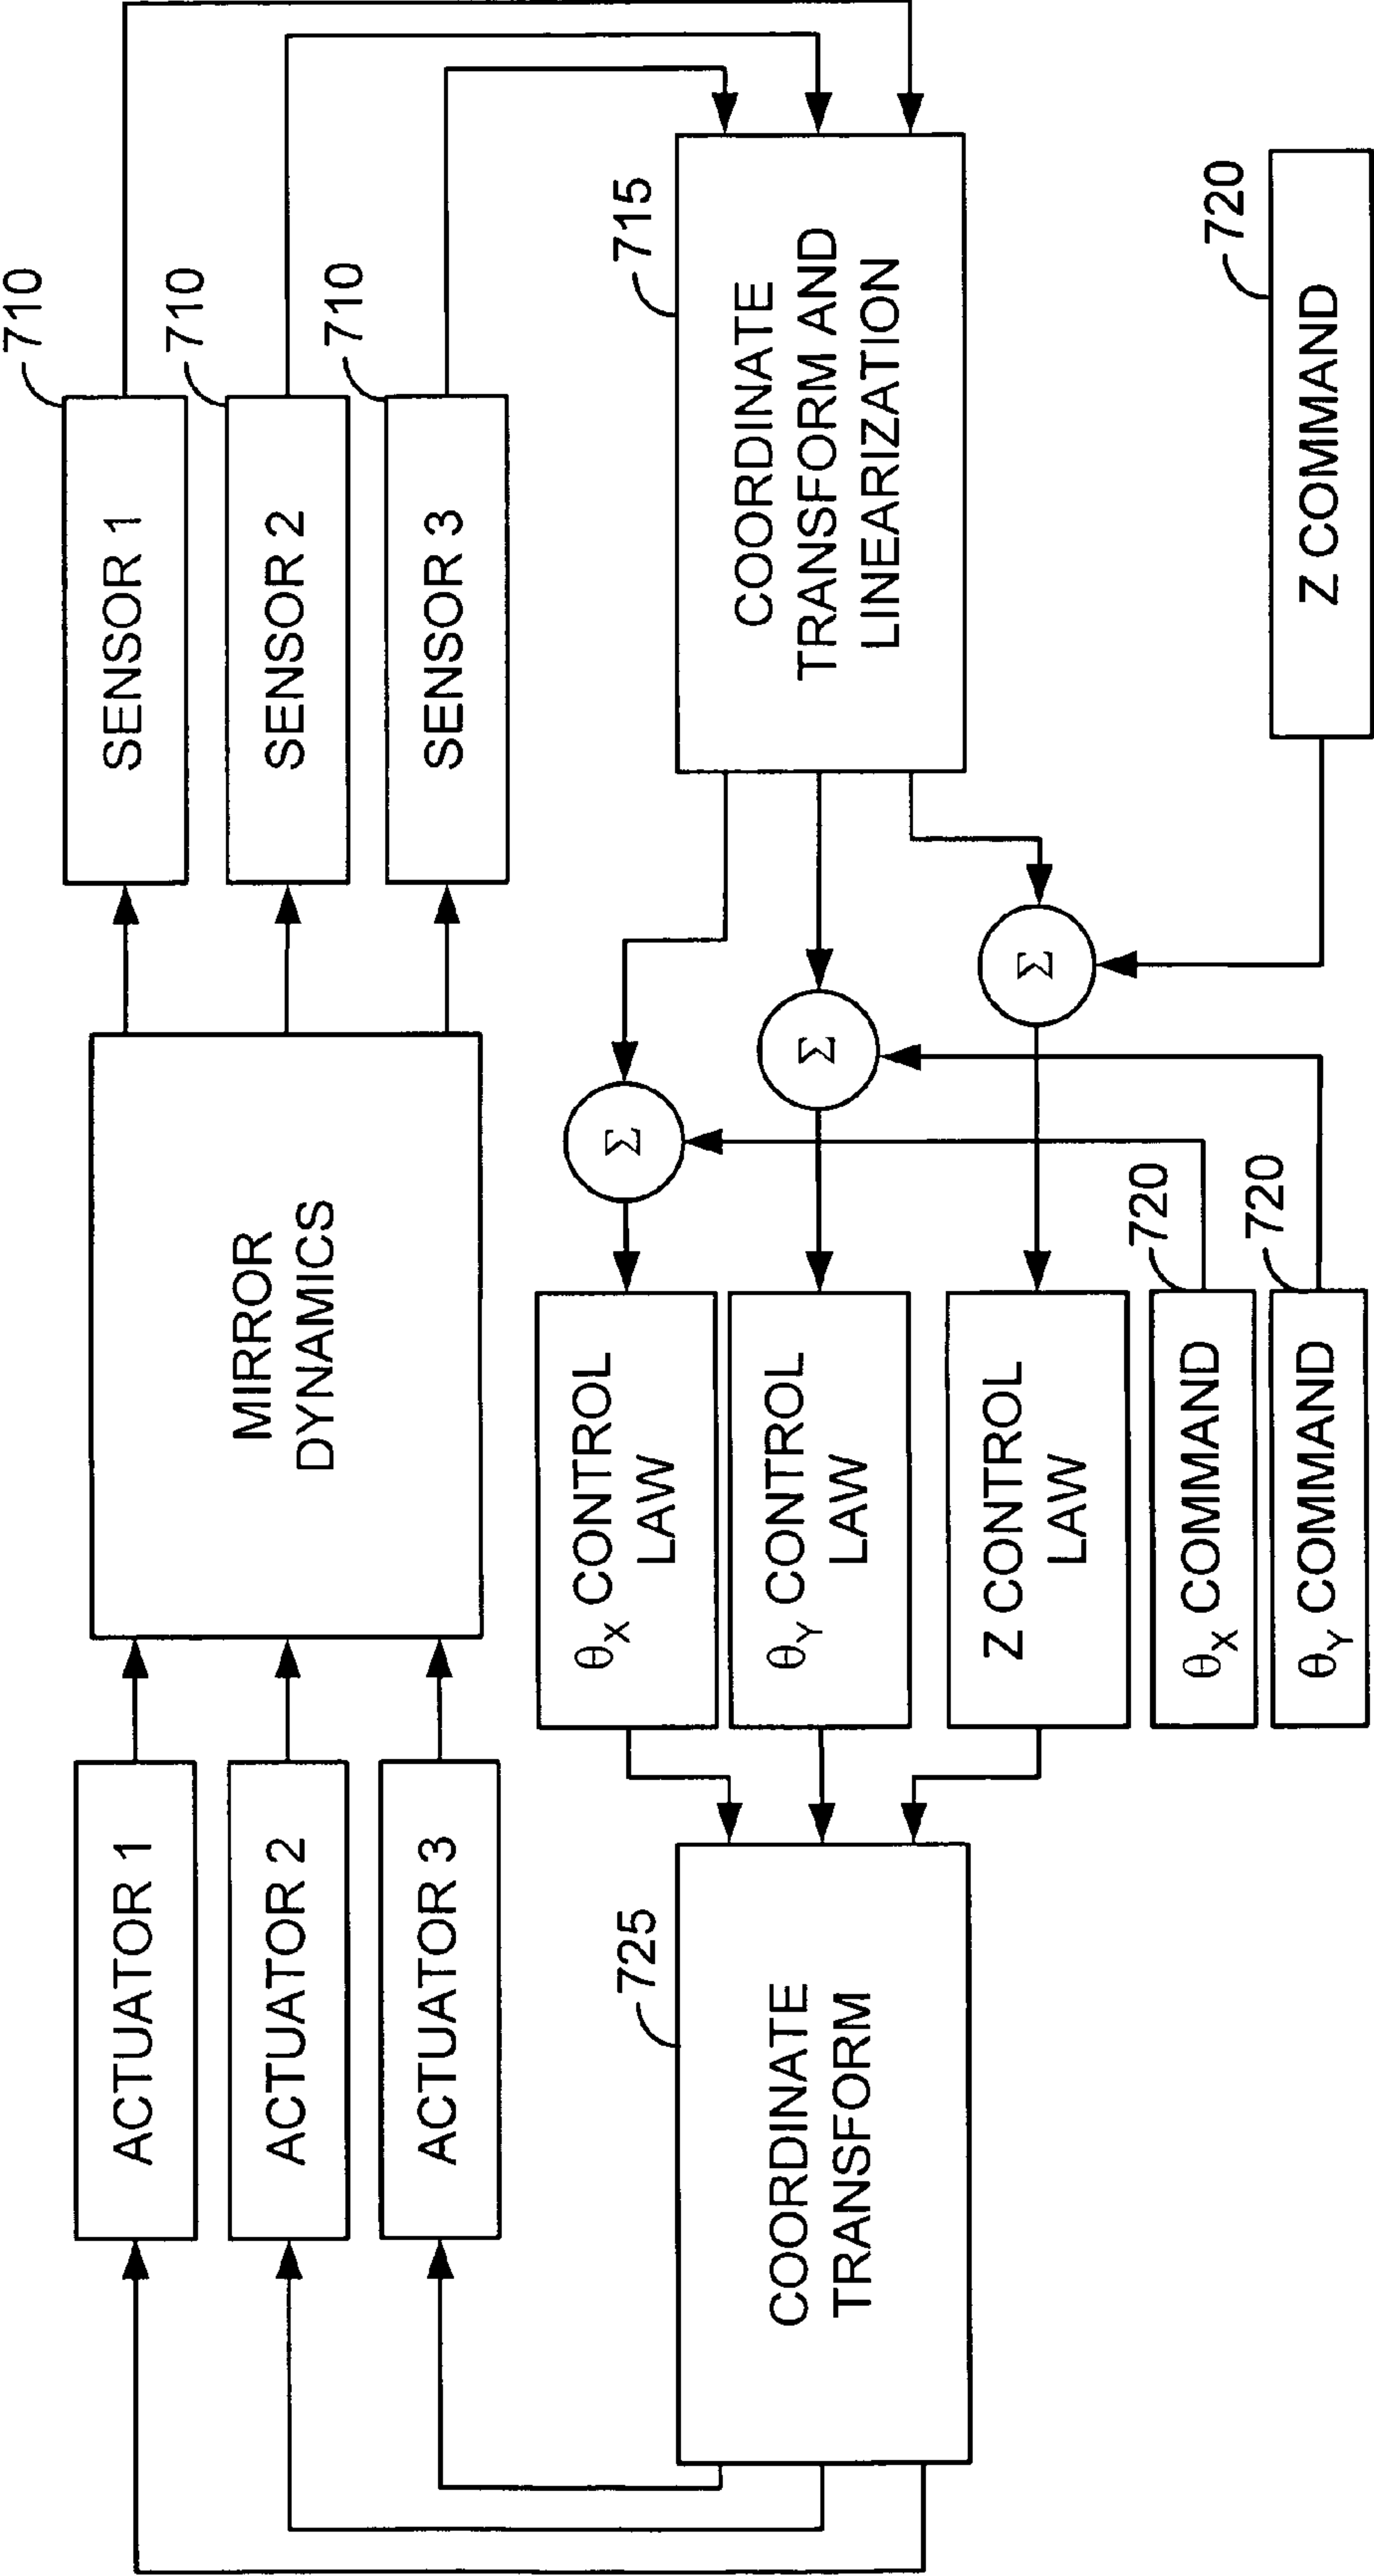 ACTUATOR 1
ACTUATOR 2
ACTUATOR 3
MIRROR
DYNAMICS
710
SENSOR 1
710
SENSOR 2
710
SENSOR 3
725
COORDINATE
TRANSFORM
θX CONTROL
LAW
θY CONTROL
LAW
Z CONTROL
LAW
Σ
Σ
Σ
715
COORDINATE
TRANSFORM AND
LINEARIZATION
720
θX COMMAND
720
θY COMMAND
720
Z COMMAND